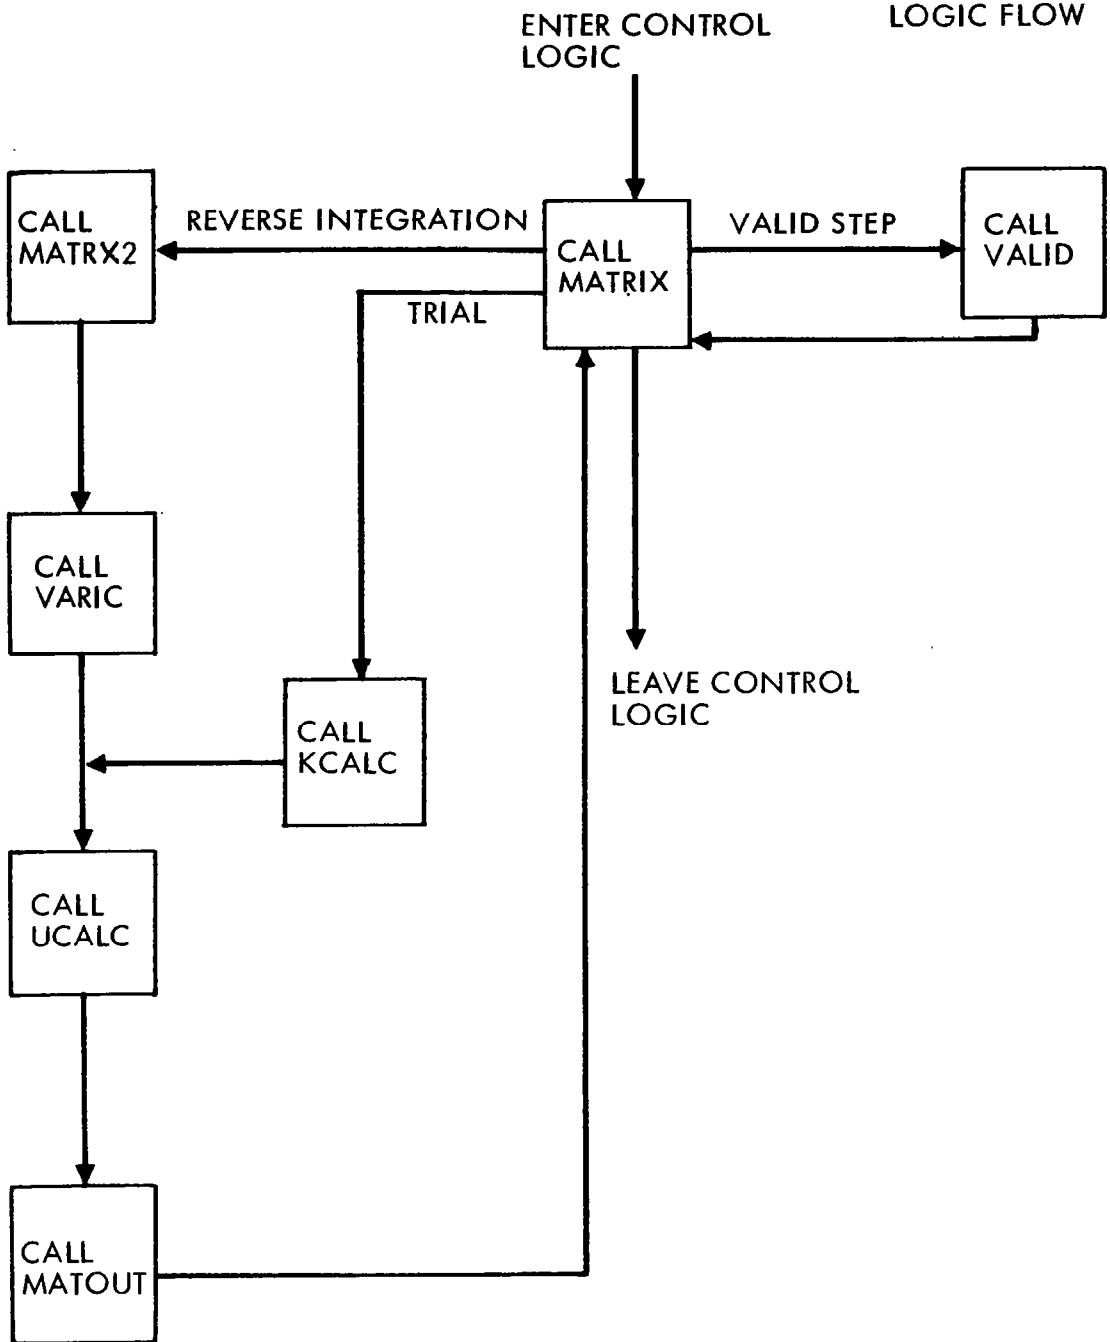 LOGIC FLOW
ENTER CONTROL
LOGIC
CALL
MATRX2
REVERSE INTEGRATION
CALL
MATRIX
VALID STEP
CALL
VALID
TRIAL
CALL
VARIC
LEAVE CONTROL
LOGIC
CALL
KCALC
CALL
UCALC
CALL
MATOUT